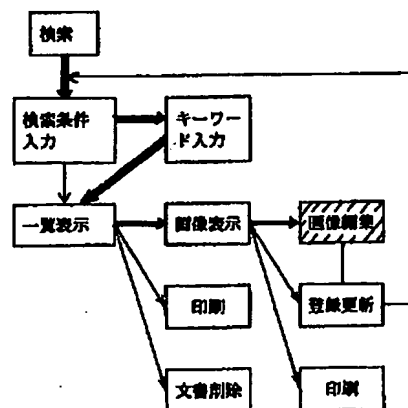 検索
検索条件
入力
キーワー
ド入力
一覧表示
画像表示
画像編集
印刷
登録更新
文書削除
印刷